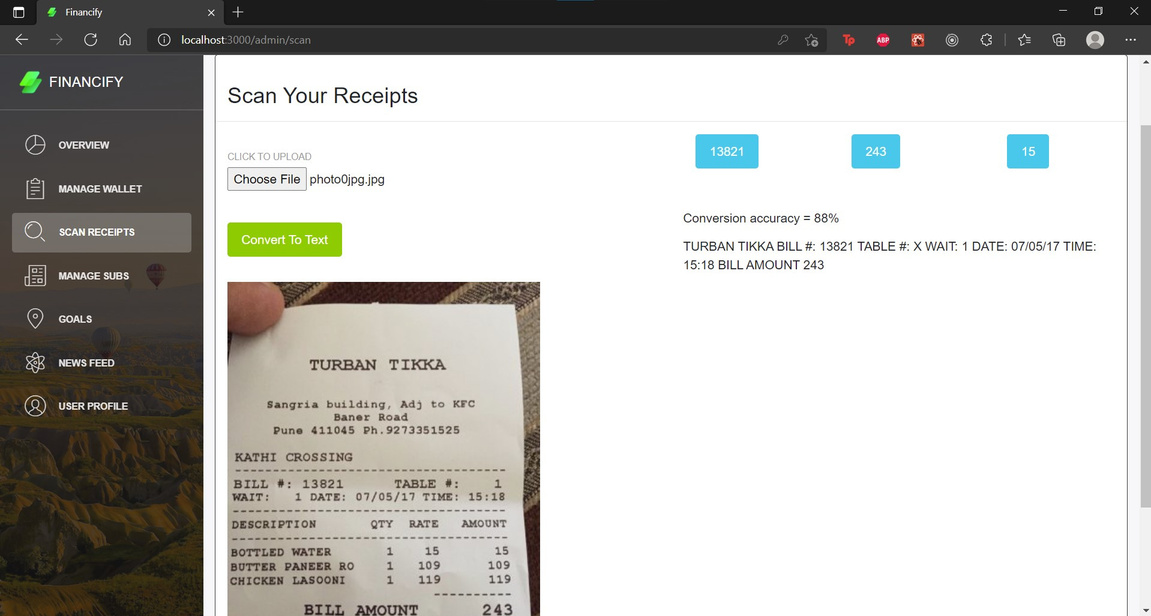 Financify
localhost:3000/admin/scan
FINANCIFY
OVERVIEW
MANAGE WALLET
SCAN RECEIPTS
MANAGE SUBS
GOALS
NEWS FEED
USER PROFILE
Scan Your Receipts
CLICK TO UPLOAD
Choose File photo0jpg.jpg
Convert To Text
TURBAN TIKKA
Sangria building, Adj to KFC
Baner Road
Pune 411045 Ph.9273351525
KATHI CROSSING
BILL #: 13821 TABLE #: 1
WAIT: 1 DATE: 07/05/17 TIME: 15:18
DESCRIPTION QTY RATE AMOUNT
BOTTLED WATER 1 15 15
BUTTER PANEER RO 1 109 109
CHICKEN LASOONI 1 119 119
BILL AMOUNT 243
13821 243 15
Conversion accuracy = 88%
TURBAN TIKKA BILL #: 13821 TABLE #: X WAIT: 1 DATE: 07/05/17 TIME:
15:18 BILL AMOUNT 243
Tp
ABP